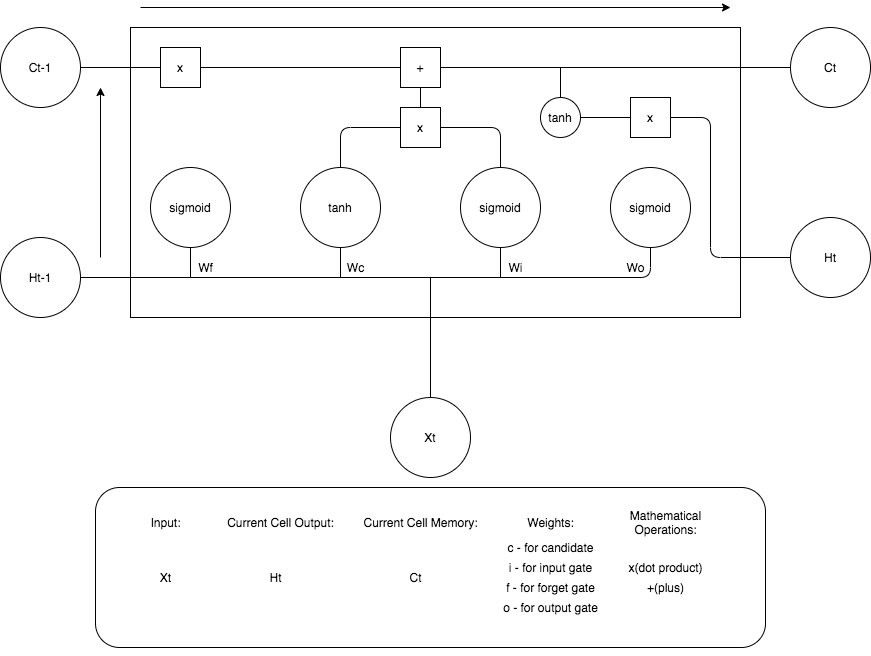 Ct-1
x
+
Ct
x
tanh
x
sigmoid
tanh
sigmoid
sigmoid
Wf
Wc
Wi
Wo
Ht-1
Ht
Xt
Input:
Current Cell Output:
Current Cell Memory:
Weights:
Mathematical
Operations:
Xt
Ht
Ct
c - for candidate
i - for input gate
f - for forget gate
o - for output gate
x(dot product)
+(plus)